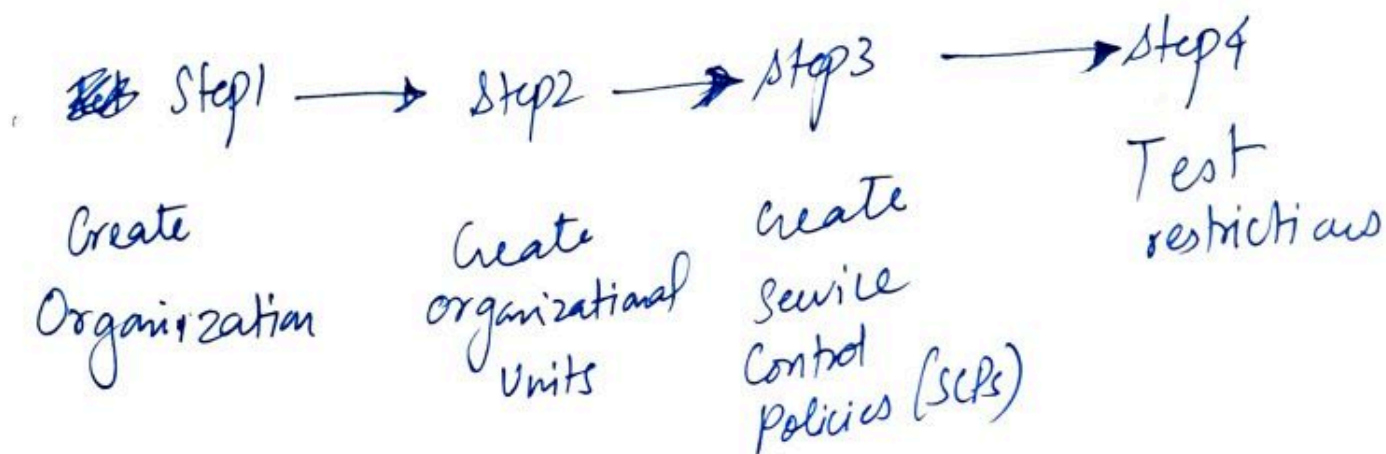 Step1 → Step2 → Step3 → Step4
Create
Organization
Create
organizational
Units
Create
Service
Control
Policies (SCPs)
Test
restrictions